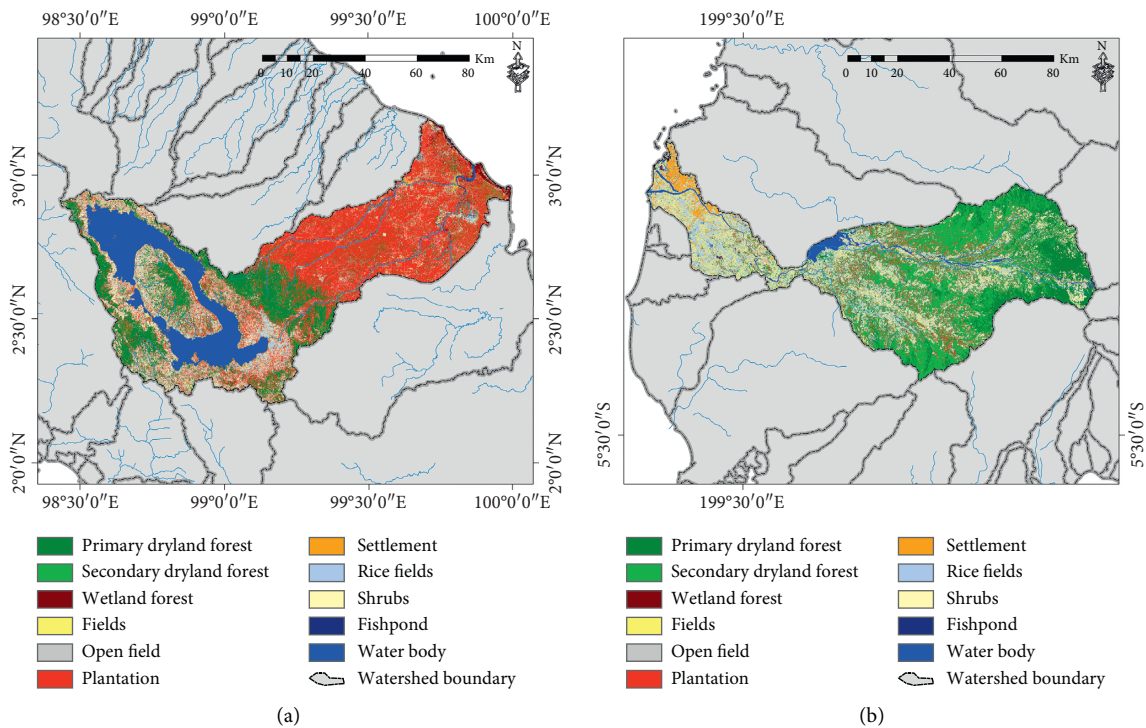 98°30′0″E 99°0′0″E 99°30′0″E 100°0′0″E
N
0 10 20 40 60 80 Km
3°0′0″N 3°0′0″N
2°30′0″N 2°30′0″N
2°0′0″N 2°0′0″N
98°30′0″E 99°0′0″E 99°30′0″E 100°0′0″E
Primary dryland forest
Secondary dryland forest
Wetland forest
Fields
Open field
Plantation
Settlement
Rice fields
Shrubs
Fishpond
Water body
Watershed boundary
(a)
199°30′0″E
N
0 10 20 40 60 80 Km
5°30′0″S 5°30′0″S
199°30′0″E
Primary dryland forest
Secondary dryland forest
Wetland forest
Fields
Open field
Plantation
Settlement
Rice fields
Shrubs
Fishpond
Water body
Watershed boundary
(b)